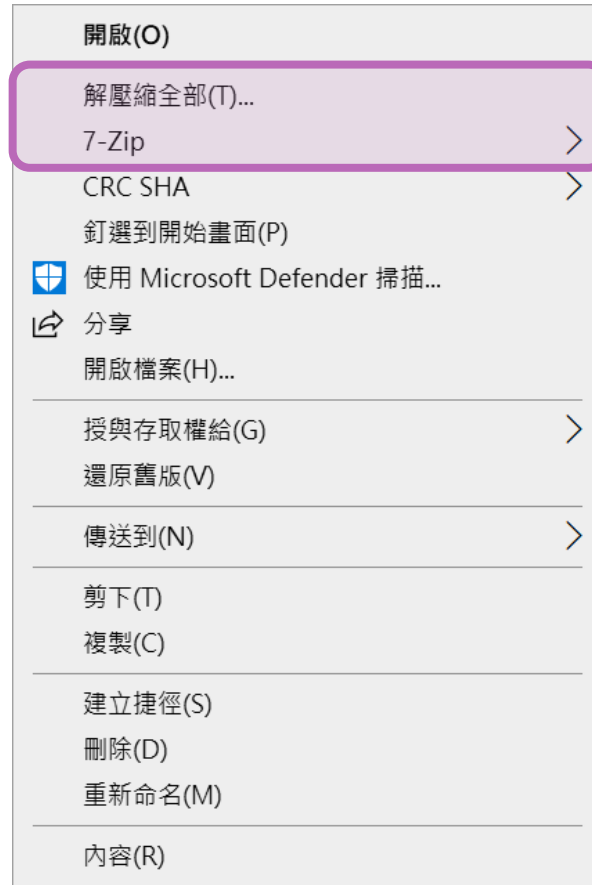 開啟(O)
解壓縮全部(T)...
7-Zip
CRC SHA
釘選到開始畫面(P)
使用 Microsoft Defender 掃描...
分享
開啟檔案(H)...
授與存取權給(G)
還原舊版(V)
傳送到(N)
剪下(T)
複製(C)
建立捷徑(S)
刪除(D)
重新命名(M)
內容(R)